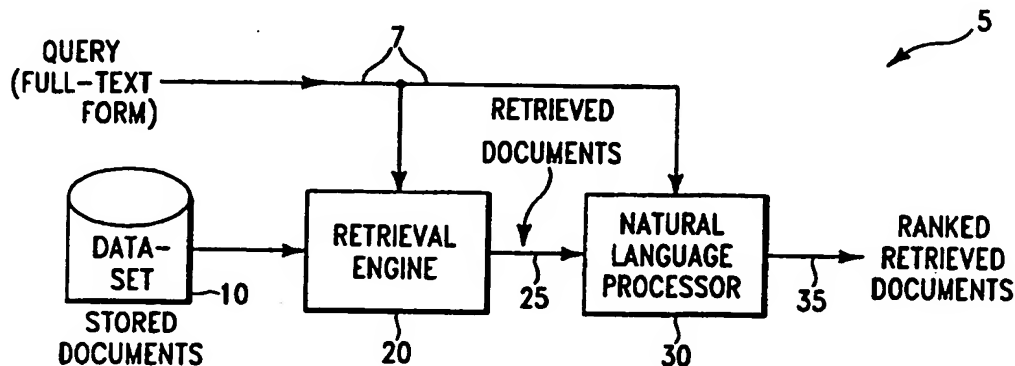 5
7
QUERY
(FULL-TEXT
FORM)
RETRIEVED
DOCUMENTS
DATA-
SET
10
STORED
DOCUMENTS
RETRIEVAL
ENGINE
20
25
NATURAL
LANGUAGE
PROCESSOR
30
35
RANKED
RETRIEVED
DOCUMENTS